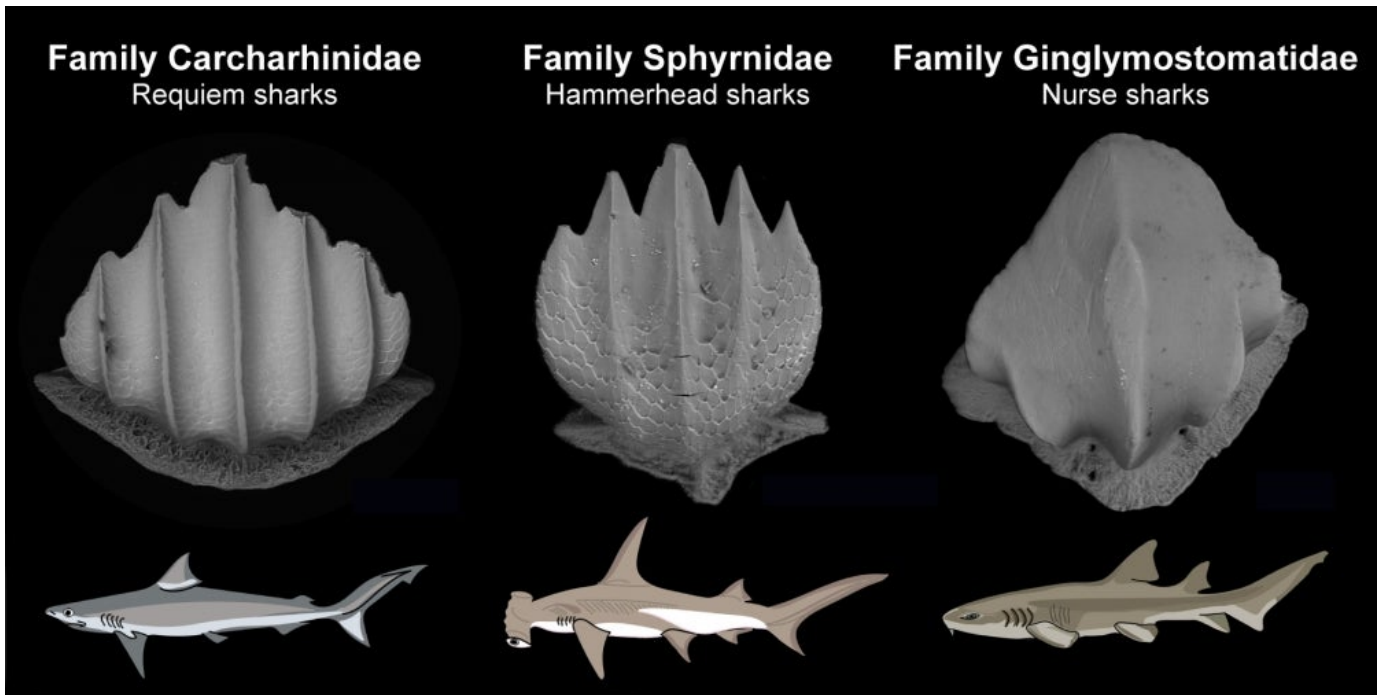 Family Carcharhinidae
Requiem sharks
Family Sphyrnidae
Hammerhead sharks
Family Ginglymostomatidae
Nurse sharks